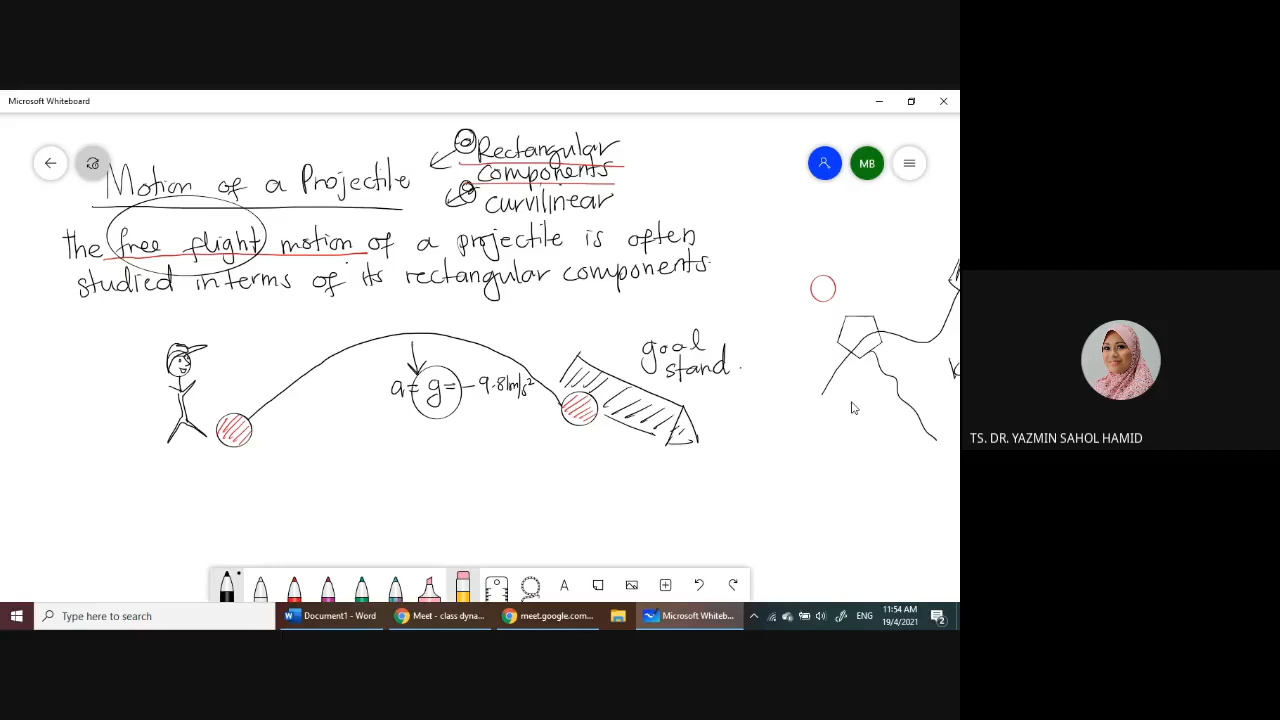 Microsoft Whiteboard
Rectangular
components
Motion of a Projectile
curvilinear
MB
the free flight motion of a projectile is often
studied in terms of its rectangular components.
goal
stand.
a = g = -9.81m/s²
TS. DR. YAZMIN SAHOL HAMID
A
Type here to search
Document1 - Word
Meet - class dyna...
meet.google.com...
Microsoft Whiteb...
ENG
11:54 AM
19/4/2021
2